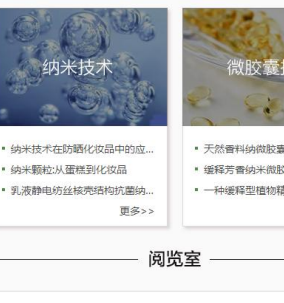 纳米技术
微胶囊
纳米技术在防晒化妆品中的应...
纳米颗粒:从蛋糕到化妆品
乳液静电纺丝核壳结构抗菌纳...
更多>>
天然香料纳微胶囊
缓释芳香纳米微胶
一种缓释型植物精
阅览室